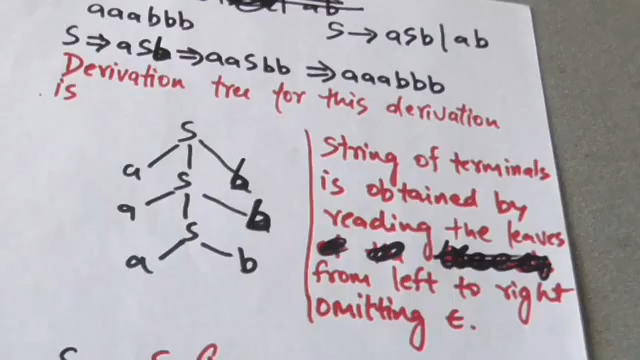 ab
aaabbb
S → asb | ab
S ⇒ asb ⇒ aasbb ⇒ aaabbb
Derivation tree for this derivation
is
S
a S b
a S b
a b
String of terminals
is obtained by
reading the leaves
from left to right
omitting ϵ.